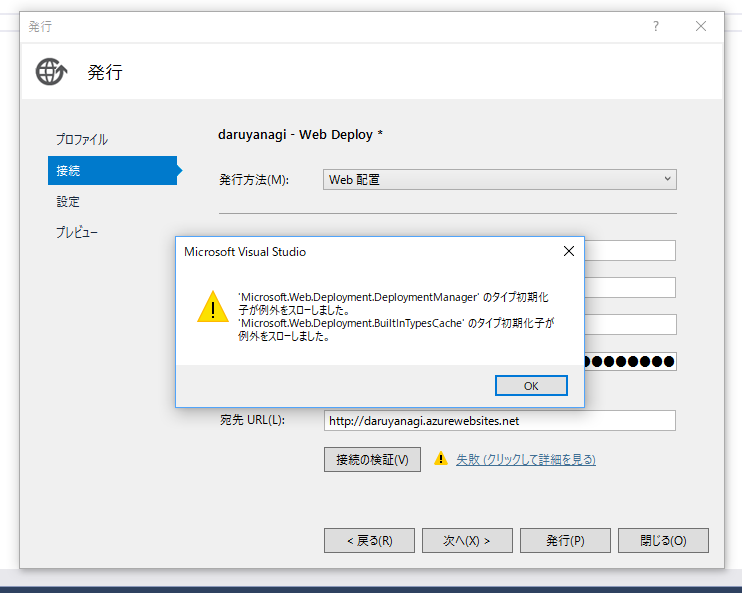 発行
発行
プロファイル
接続
設定
プレビュー
daruyanagi - Web Deploy *
発行方法(M):
Web 配置
Microsoft Visual Studio
'Microsoft.Web.Deployment.DeploymentManager' のタイプ初期化
子が例外をスローしました。
'Microsoft.Web.Deployment.BuiltInTypesCache' のタイプ初期化子が
例外をスローしました。
OK
宛先 URL(L):
http://daruyanagi.azurewebsites.net
接続の検証(V)
失敗 (クリックして詳細を見る)
< 戻る(R)
次へ(X) >
発行(P)
閉じる(O)